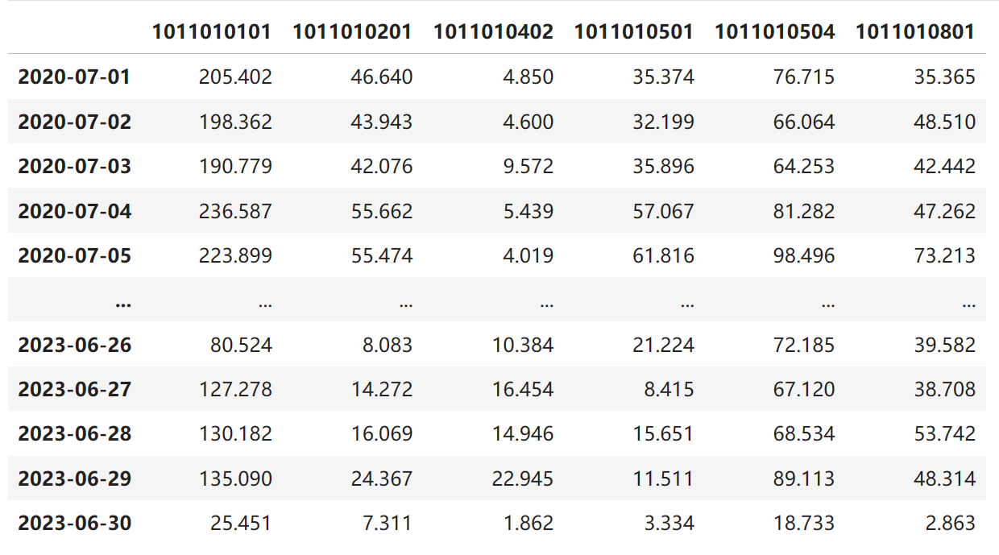 1011010101 1011010201 1011010402 1011010501 1011010504 1011010801
2020-07-01 205.402 46.640 4.850 35.374 76.715 35.365
2020-07-02 198.362 43.943 4.600 32.199 66.064 48.510
2020-07-03 190.779 42.076 9.572 35.896 64.253 42.442
2020-07-04 236.587 55.662 5.439 57.067 81.282 47.262
2020-07-05 223.899 55.474 4.019 61.816 98.496 73.213
... ... ... ... ... ... ...
2023-06-26 80.524 8.083 10.384 21.224 72.185 39.582
2023-06-27 127.278 14.272 16.454 8.415 67.120 38.708
2023-06-28 130.182 16.069 14.946 15.651 68.534 53.742
2023-06-29 135.090 24.367 22.945 11.511 89.113 48.314
2023-06-30 25.451 7.311 1.862 3.334 18.733 2.863